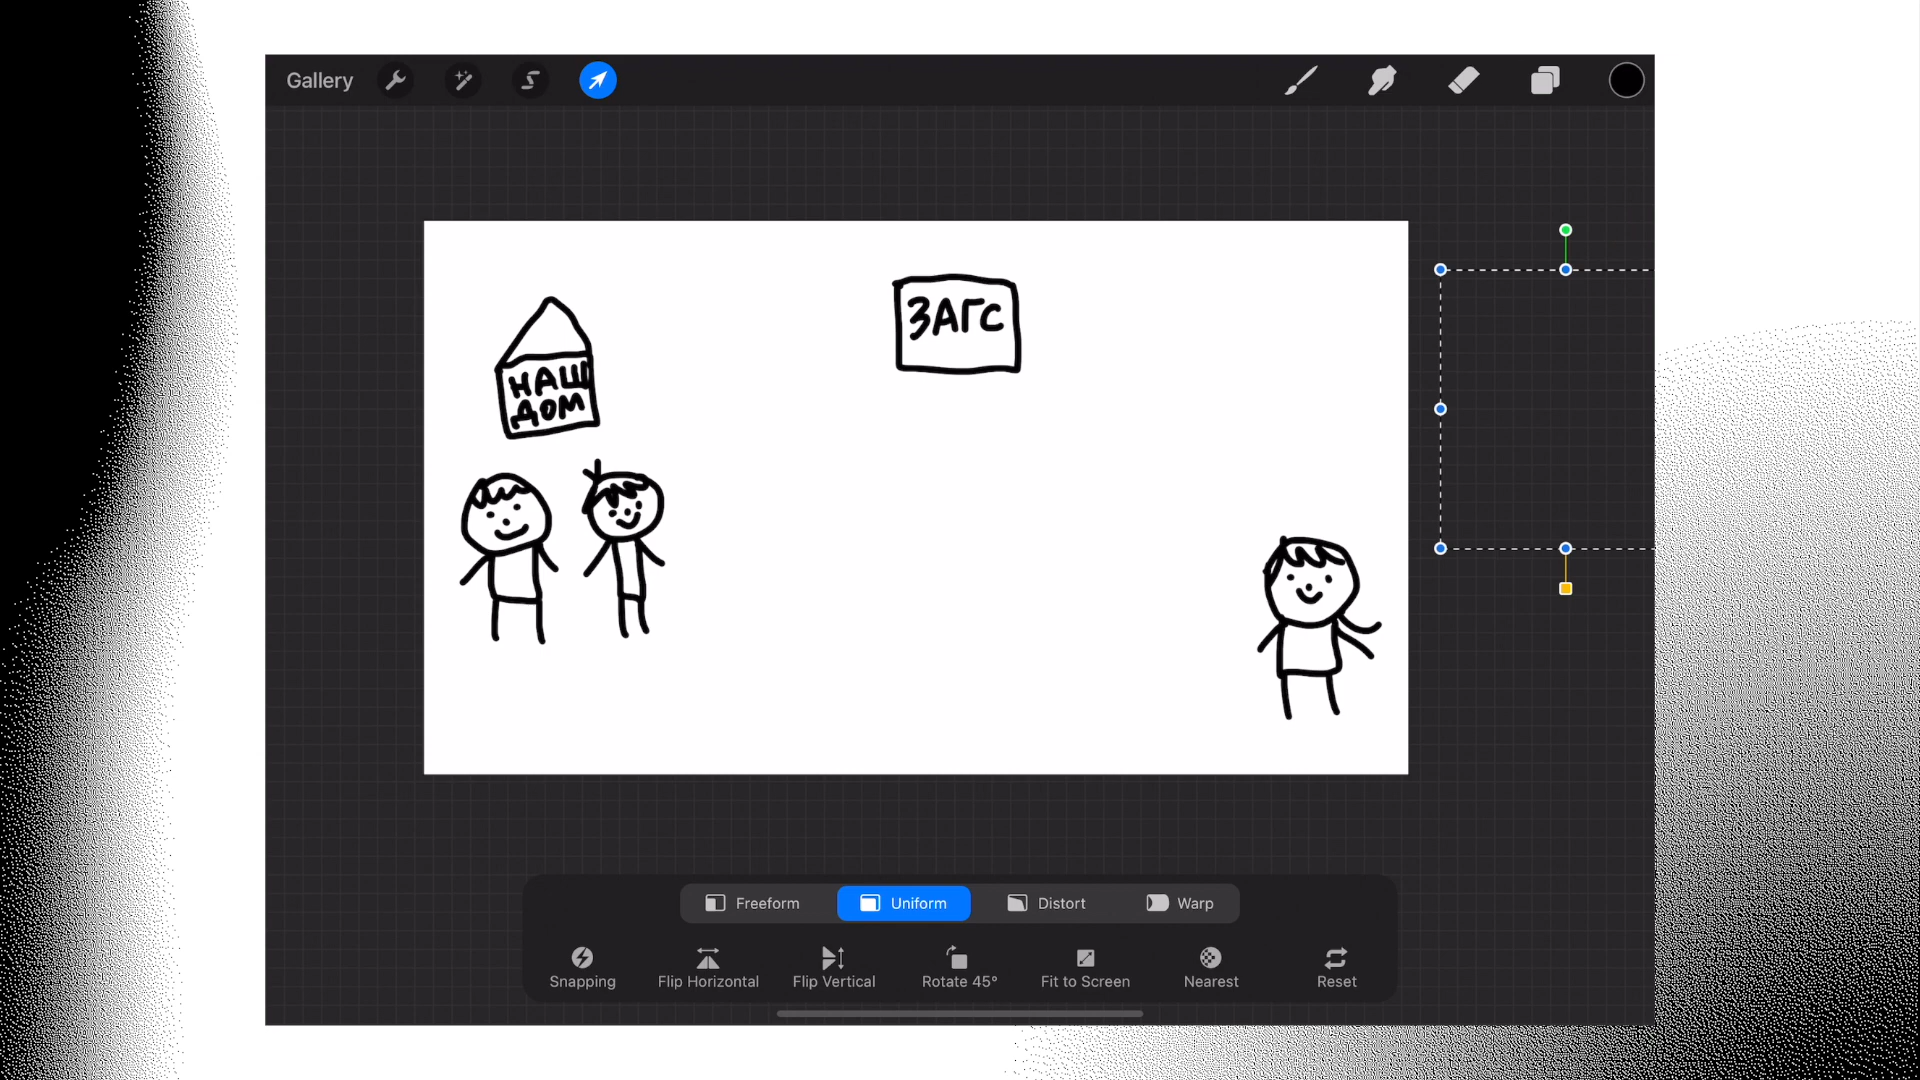 Gallery
ЗАГС
НАШ
ДОМ
Freeform Uniform Distort Warp
Snapping Flip Horizontal Flip Vertical Rotate 45° Fit to Screen Nearest Reset